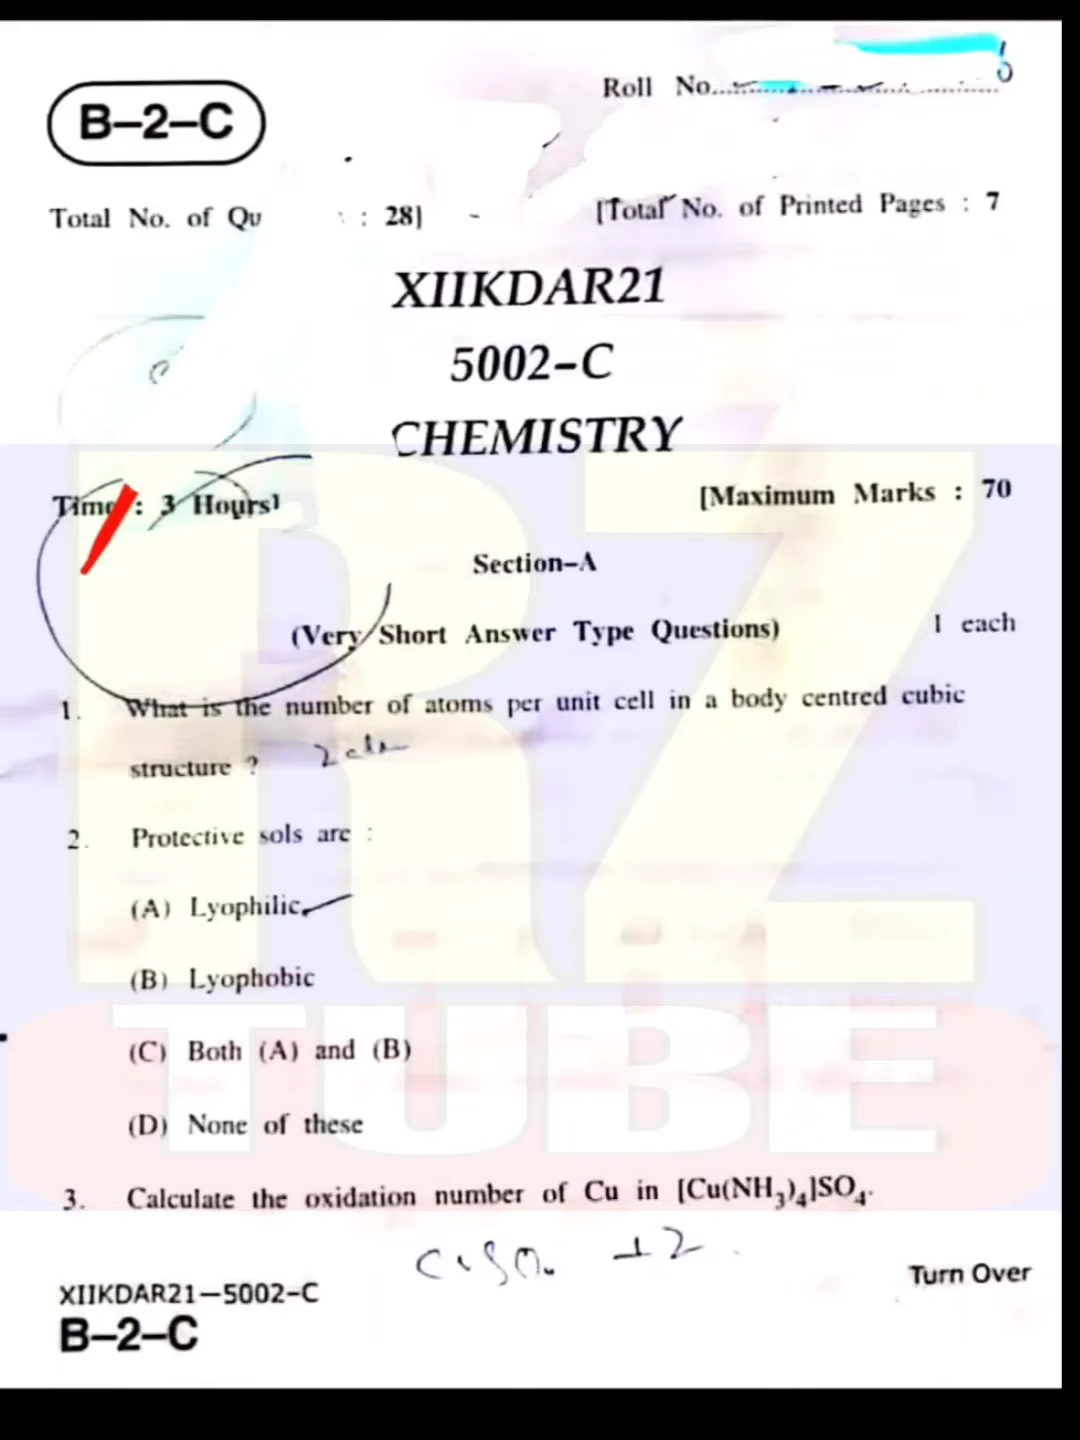 Roll No.
B–2–C
Total No. of Qu : 28] [Total No. of Printed Pages : 7
XIIKDAR21
5002–C
CHEMISTRY
Time : 3 Hours] [Maximum Marks : 70
Section–A
(Very Short Answer Type Questions) 1 each
1. What is the number of atoms per unit cell in a body centred cubic
structure ? 2
2. Protective sols are :
(A) Lyophilic
(B) Lyophobic
(C) Both (A) and (B)
(D) None of these
3. Calculate the oxidation number of Cu in [Cu(NH3)4]SO4.
+2
Turn Over
XIIKDAR21—5002–C
B–2–C
RZ
TUBE